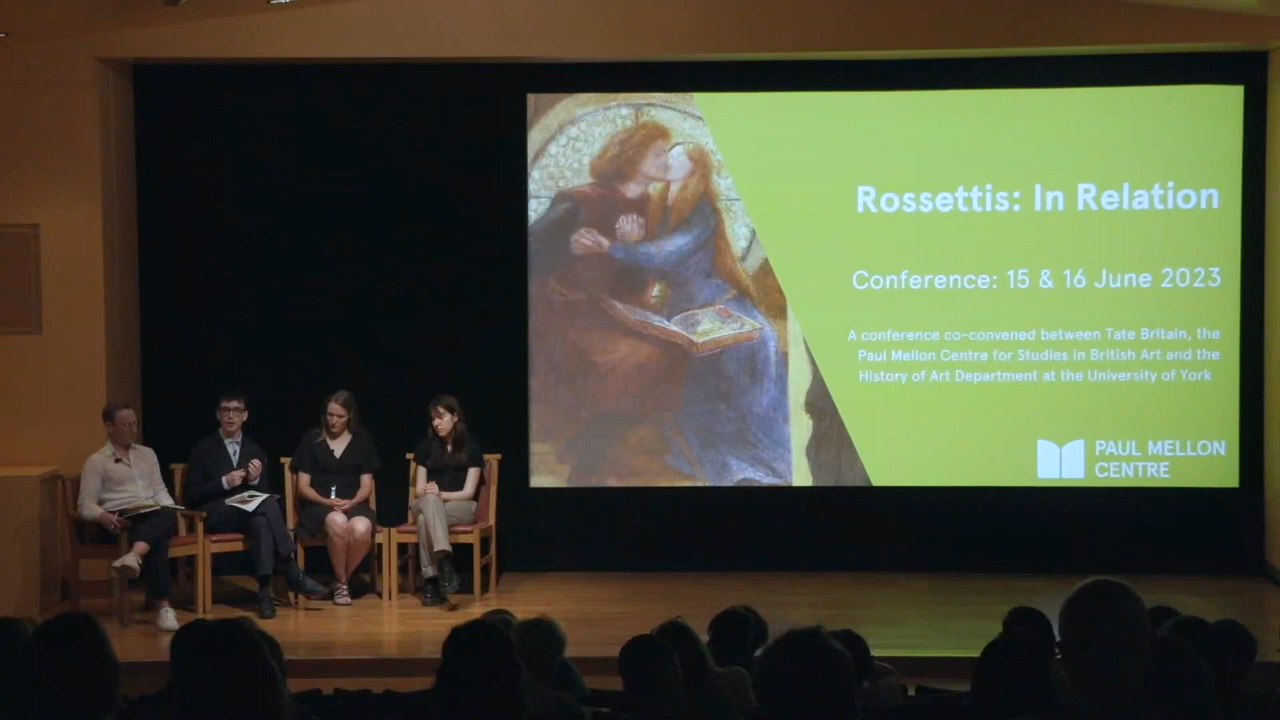 Rossettis: In Relation
Conference: 15 & 16 June 2023
A conference co-convened between Tate Britain, the
Paul Mellon Centre for Studies in British Art and the
History of Art Department at the University of York
PAUL MELLON
CENTRE